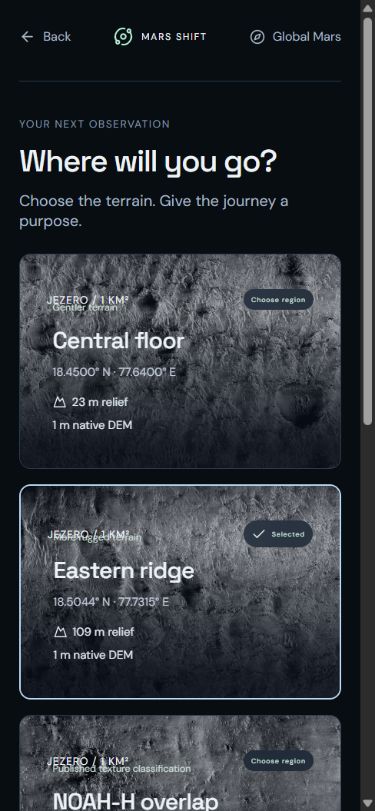 Back
MARS SHIFT
Global Mars
YOUR NEXT OBSERVATION
Where will you go?
Choose the terrain. Give the journey a
purpose.
JEZERO / 1 KM²
Choose region
Gentler terrain
Central floor
18.4500° N · 77.6400° E
23 m relief
1 m native DEM
JEZERO / 1 KM²
Selected
More rugged terrain
Eastern ridge
18.5044° N · 77.7315° E
109 m relief
1 m native DEM
JEZERO / 1 KM²
Choose region
Published texture classification
NOAH-H overlap